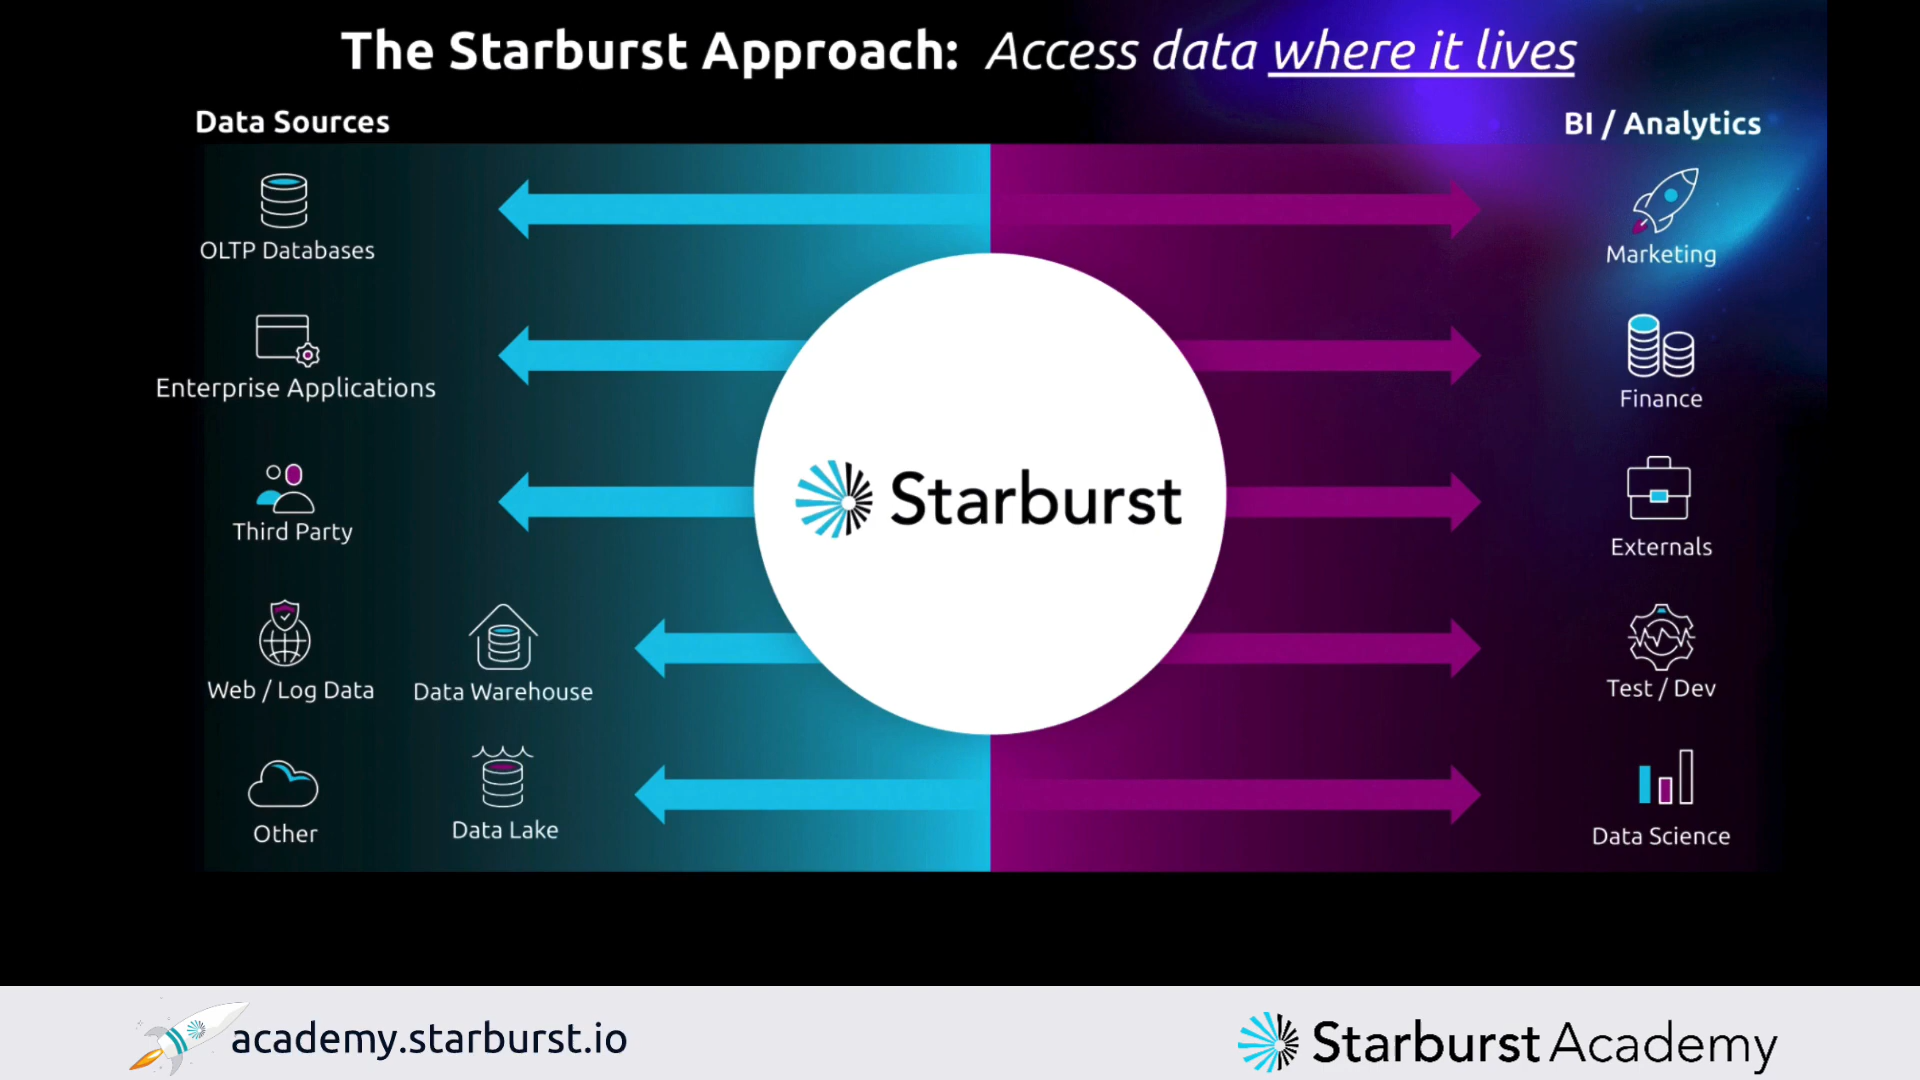 The Starburst Approach: Access data where it lives
Data Sources
BI / Analytics
OLTP Databases
Enterprise Applications
Third Party
Web / Log Data
Data Warehouse
Other
Data Lake
Starburst
Marketing
Finance
Externals
Test / Dev
Data Science
academy.starburst.io
Starburst Academy